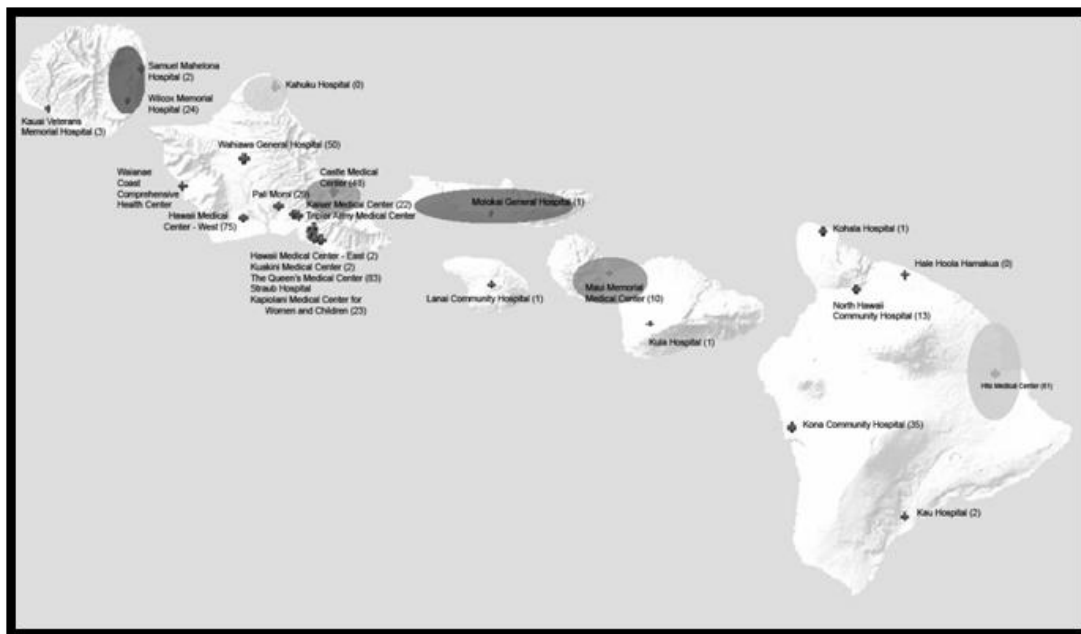 Samuel Mahelona
Hospital (2)
Wilcox Memorial
Hospital (24)
Kauai Veterans
Memorial Hospital (3)
Kahuku Hospital (0)
Wahiawa General Hospital (50)
Waianae
Coast
Comprehensive
Health Center
Castle Medical
Center
Pali Momi
Kaiser Medical Center (22)
Tripler Army Medical Center
Hawaii Medical
Center - West (75)
Hawaii Medical Center - East (2)
Kuakini Medical Center (2)
The Queen's Medical Center (83)
Straub Hospital
Kapiolani Medical Center for
Women and Children (23)
Molokai General Hospital (1)
Lanai Community Hospital (1)
Maui Memorial
Medical Center (10)
Kula Hospital (1)
Kohala Hospital (1)
Hale Hoola Hamakua (0)
North Hawaii
Community Hospital (13)
Hilo Medical Center (61)
Kona Community Hospital (35)
Kau Hospital (2)